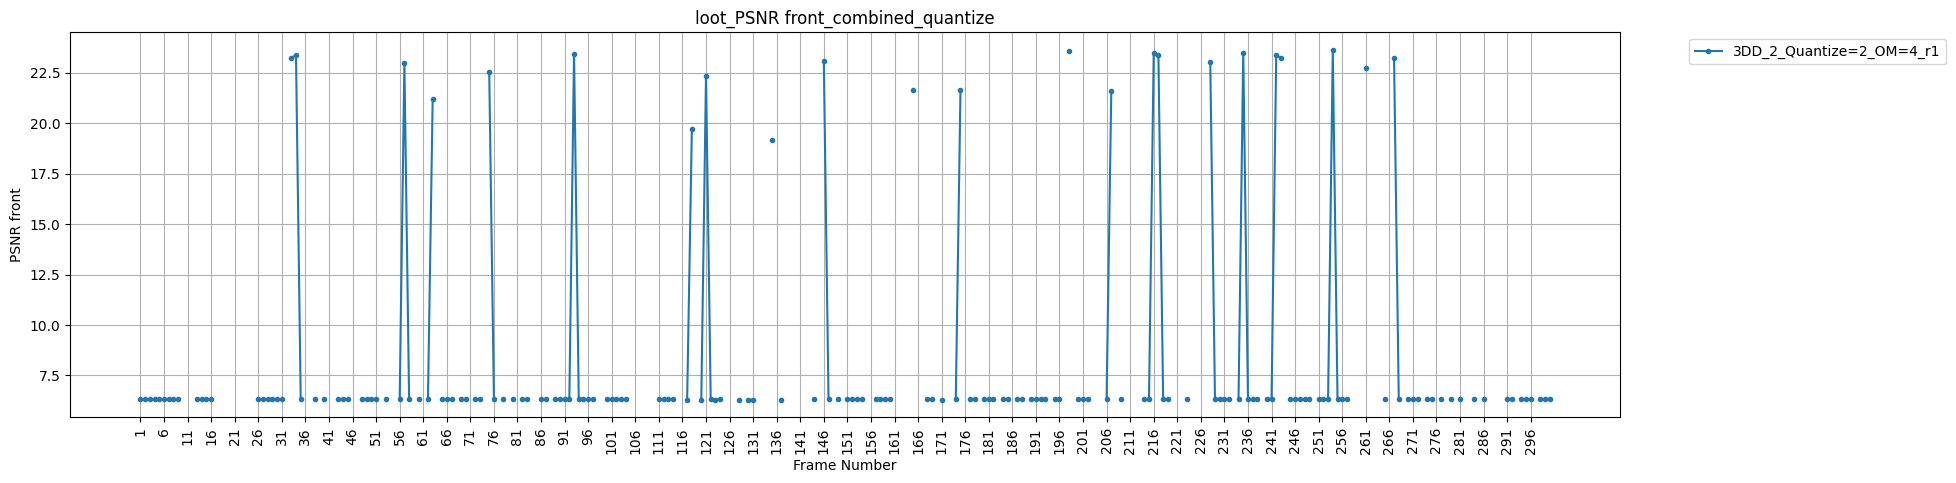 loot_PSNR front_combined_quantize
3DD_2_Quantize=2_OM=4_r1
PSNR front
22.5
20.0
17.5
15.0
12.5
10.0
7.5
1 6 11 16 21 26 31 36 41 46 51 56 61 66 71 76 81 86 91 96 101 106 111 116 121 126 131 136 141 146 151 156 161 166 171 176 181 186 191 196 201 206 211 216 221 226 231 236 241 246 251 256 261 266 271 276 281 286 291 296
Frame Number